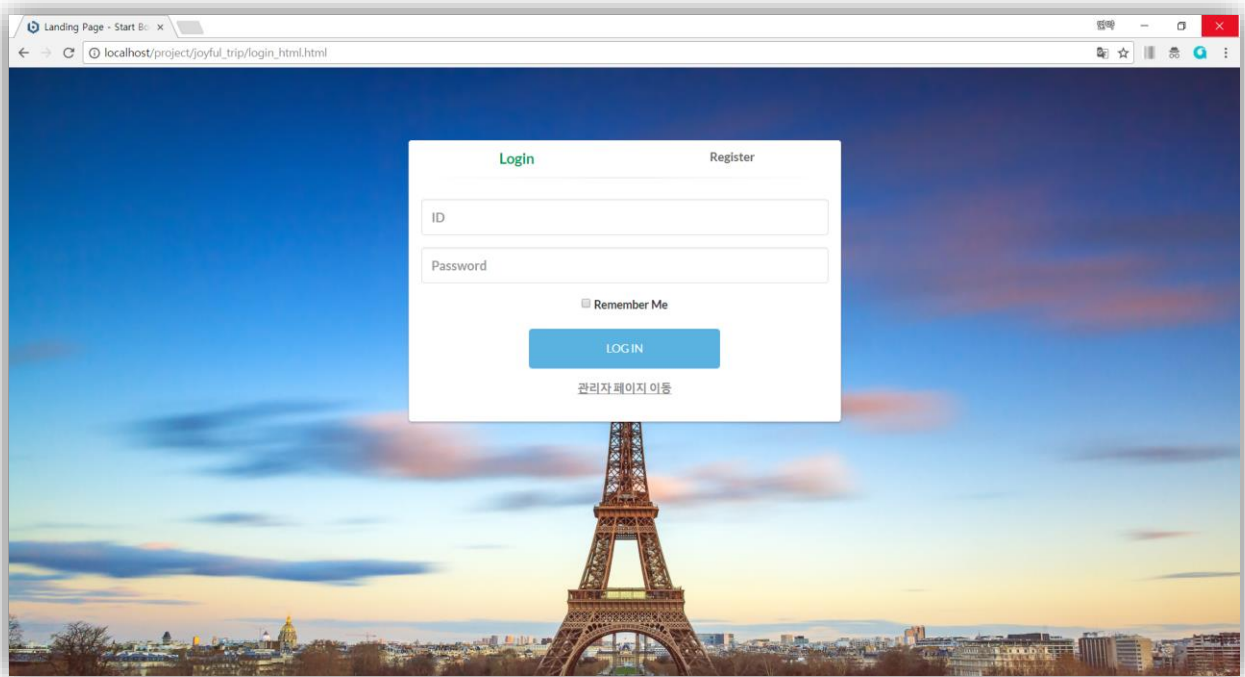 Landing Page - Start Bo
localhost/project/joyful_trip/login_html.html
Login
Register
ID
Password
Remember Me
LOG IN
관리자 페이지 이동